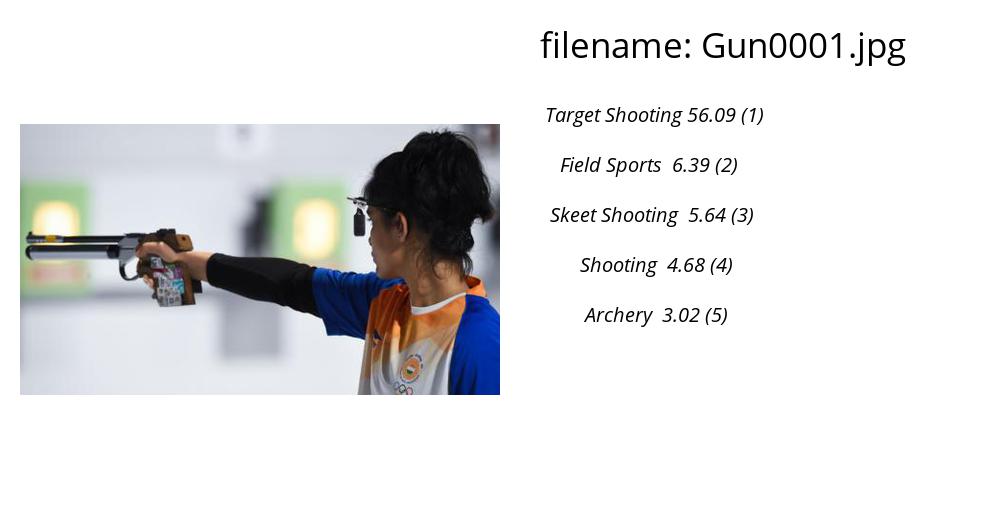 filename: Gun0001.jpg
Target Shooting 56.09 (1)
Field Sports 6.39 (2)
Skeet Shooting 5.64 (3)
Shooting 4.68 (4)
Archery 3.02 (5)